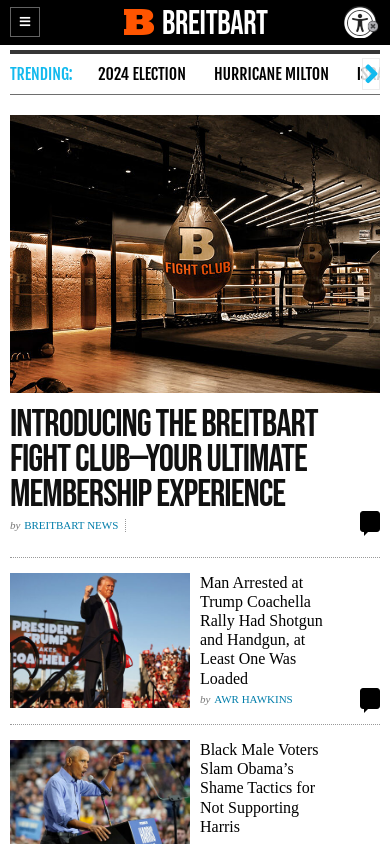 B BREITBART
TRENDING:
2024 ELECTION
HURRICANE MILTON
B
FIGHT CLUB
INTRODUCING THE BREITBART
FIGHT CLUB—YOUR ULTIMATE
MEMBERSHIP EXPERIENCE
by BREITBART NEWS
PRESIDENT
TRUMP
COACHELLA
Man Arrested at
Trump Coachella
Rally Had Shotgun
and Handgun, at
Least One Was
Loaded
by AWR HAWKINS
Black Male Voters
Slam Obama’s
Shame Tactics for
Not Supporting
Harris